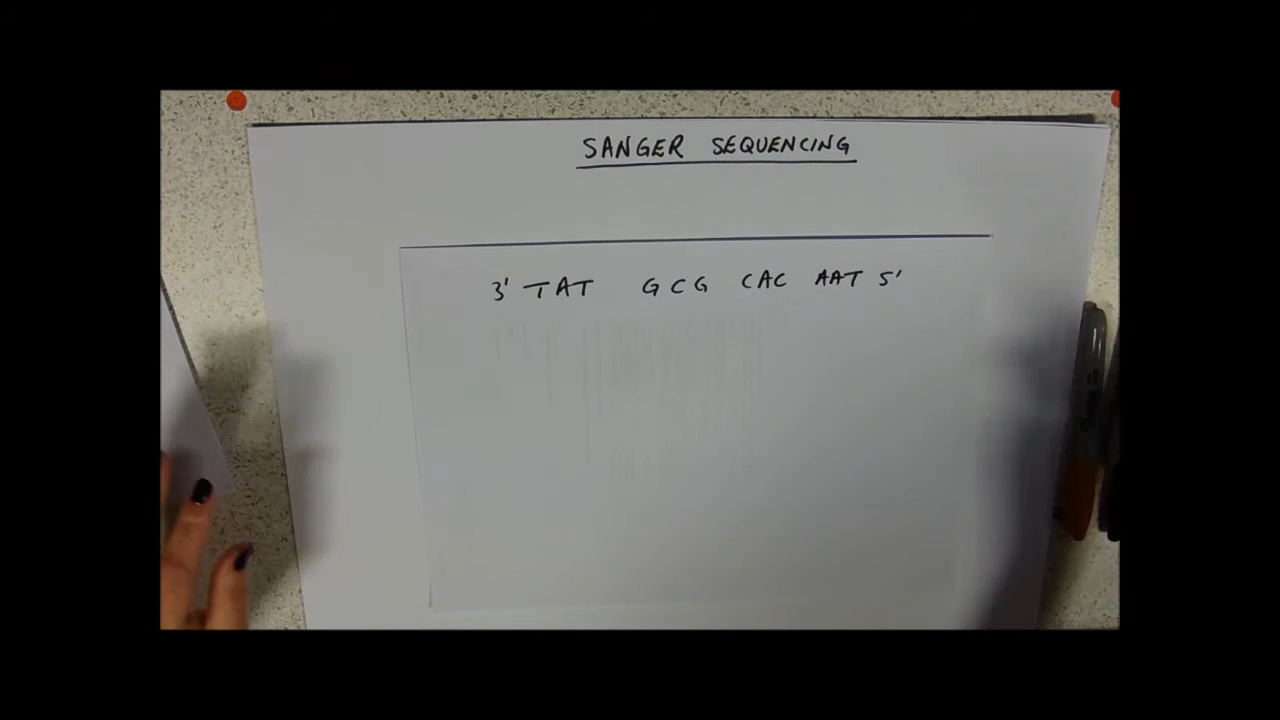 SANGER SEQUENCING
3' TAT GCG CAC AAT 5'